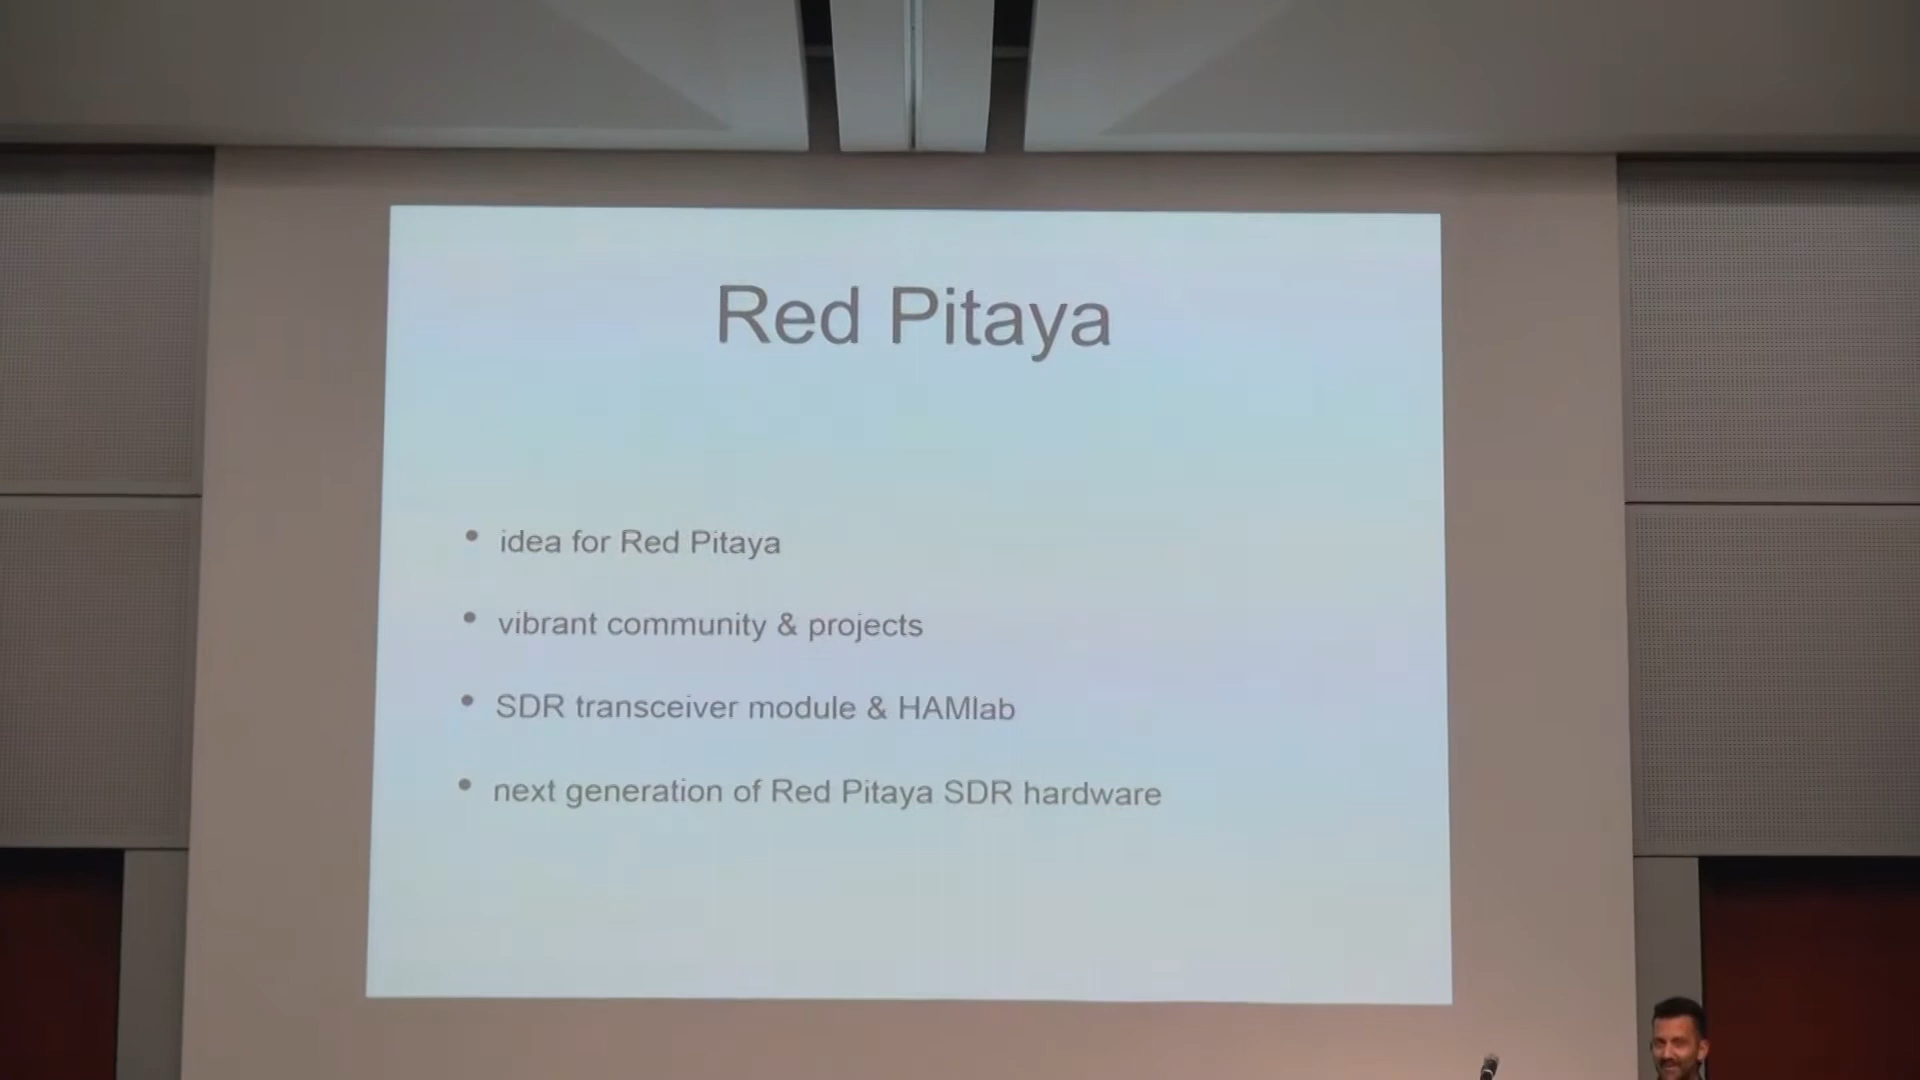 Red Pitaya
• idea for Red Pitaya
• vibrant community & projects
• SDR transceiver module & HAMlab
• next generation of Red Pitaya SDR hardware